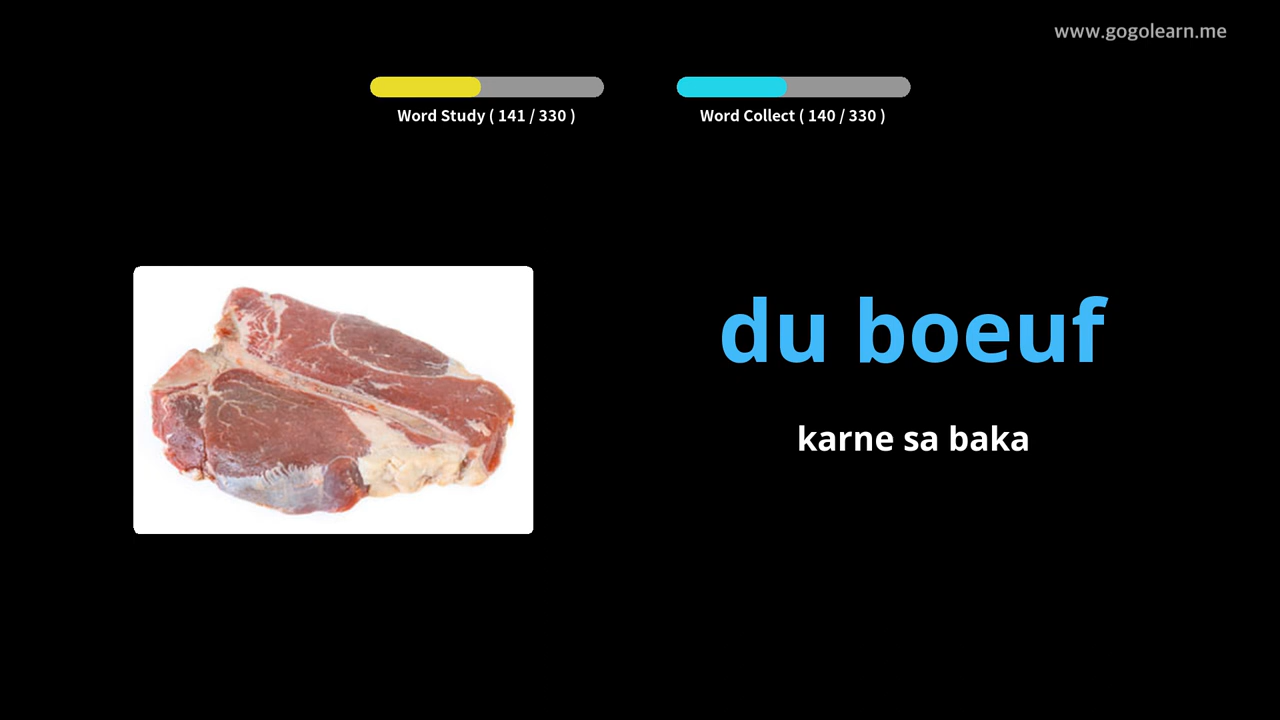 www.gogolearn.me
Word Study ( 141 / 330 )
Word Collect ( 140 / 330 )
du boeuf
karne sa baka